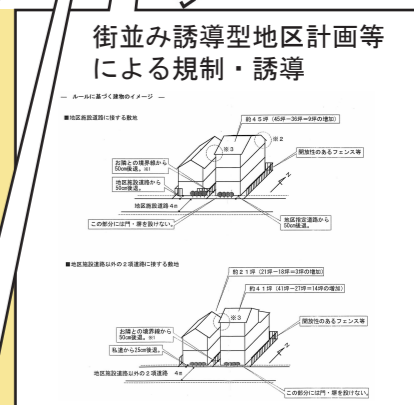 街並み誘導型地区計画等
による規制・誘導
― ルールに基づく建物のイメージ ―
■地区施設道路に接する敷地
約45坪（45坪−36坪=9坪の増加）
※2
※3
開放性のあるフェンス等
お隣との境界線から
50cm後退。※1
地区施設道路から
50cm後退。
地区施設道路4m
N
この部分には門・塀を設けない。
地区指定道路から
50cm後退。
■地区施設道路以外の2項道路に接する敷地
約21坪（21坪−18坪=3坪の増加）
約41坪（41坪−27坪=14坪の増加）
※3
開放性のあるフェンス等
お隣との境界線から
50cm後退。※1
私道から25cm後退。
N
地区施設道路以外の2項道路 4m
この部分には門・塀を設けない。